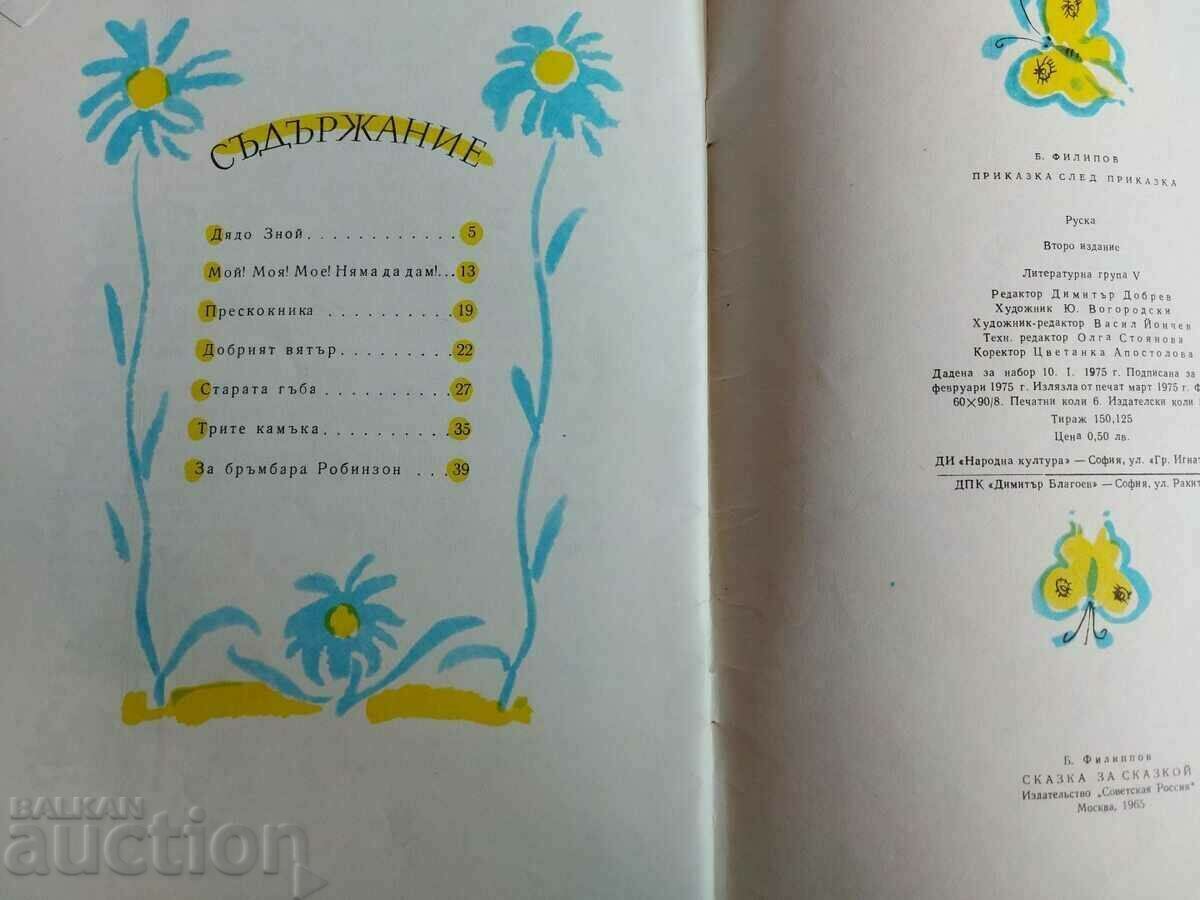 СЪДЪРЖАНИЕ
Дядо Зной . . . . . . . . . . . . 5
Мой! Моя! Мое! Няма да дам! . . . 13
Прескокника . . . . . . . . . . 19
Добрият вятър . . . . . . . . . 22
Старата гъба . . . . . . . . . . 27
Трите камъка . . . . . . . . . . 35
За бръмбара Робинзон . . . 39
Б. ФИЛИПОВ
ПРИКАЗКА СЛЕД ПРИКАЗКА
Руска
Второ издание
Литературна група V
Редактор Димитър Добрев
Художник Ю. Вогородски
Художник-редактор Васил Йончев
Техн. редактор Олга Стоянова
Коректор Цветанка Апостолова
Дадена за набор 10. I. 1975 г. Подписана за
февруари 1975 г. Излязла от печат март 1975 г.
60×90/8. Печатни коли 6. Издателски коли
Тираж 150,125
Цена 0,50 лв.
ДИ «Народна култура» — София, ул. «Гр. Игнат
ДПК «Димитър Благоев» — София, ул. Ракит
Б. Филиппов
СКАЗКА ЗА СКАЗКОЙ
Издательство „Советская Россия"
Москва, 1965
BALKAN
auction